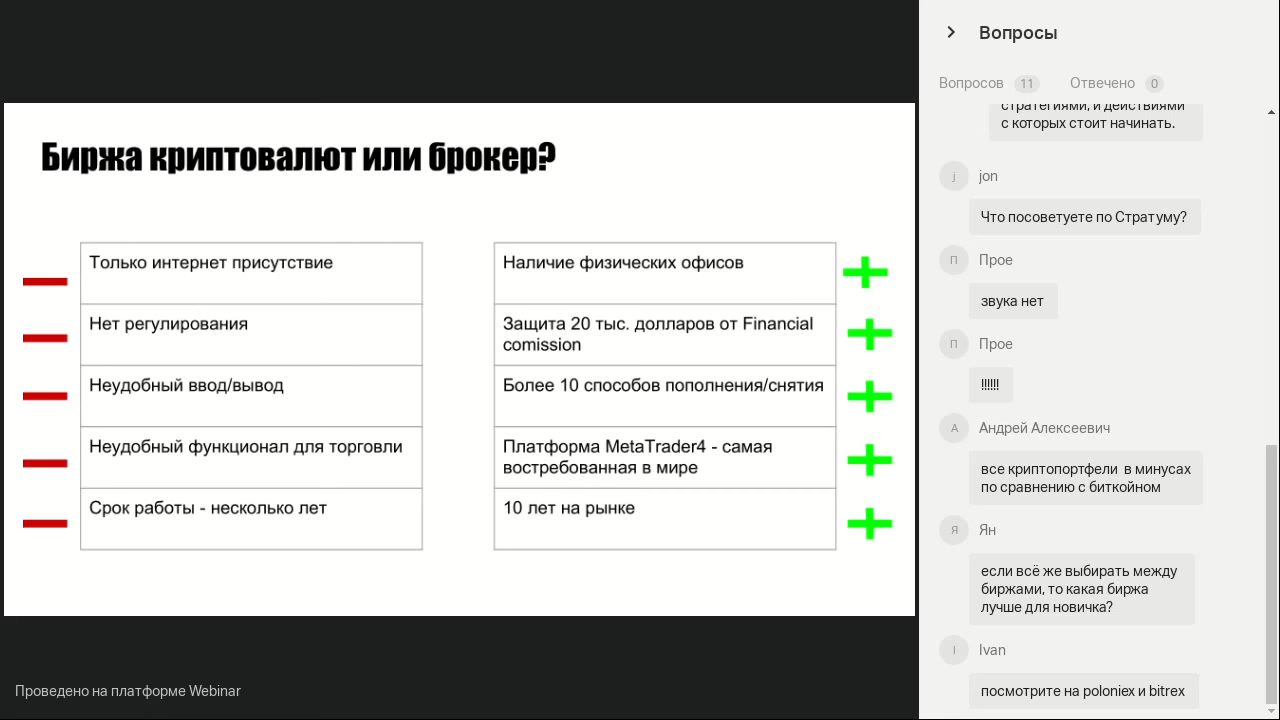 Биржа криптовалют или брокер?
Только интернет присутствие
Нет регулирования
Неудобный ввод/вывод
Неудобный функционал для торговли
Срок работы - несколько лет
Наличие физических офисов
Защита 20 тыс. долларов от Financial
comission
Более 10 способов пополнения/снятия
Платформа MetaTrader4 - самая
востребованная в мире
10 лет на рынке
Проведено на платформе Webinar
Вопросы
Вопросов 11 Отвечено 0
стратегиями, и действиями
с которых стоит начинать.
j jon
Что посоветуете по Стратуму?
П Прое
звука нет
П Прое
!!!!!!
А Андрей Алексеевич
все криптопортфели в минусах
по сравнению с биткойном
Я Ян
если всё же выбирать между
биржами, то какая биржа
лучше для новичка?
I Ivan
посмотрите на poloniex и bitrex